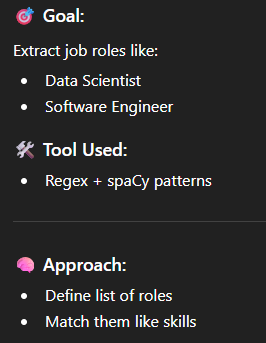 🎯 Goal:
Extract job roles like:
• Data Scientist
• Software Engineer
🛠️ Tool Used:
• Regex + spaCy patterns
🧠 Approach:
• Define list of roles
• Match them like skills